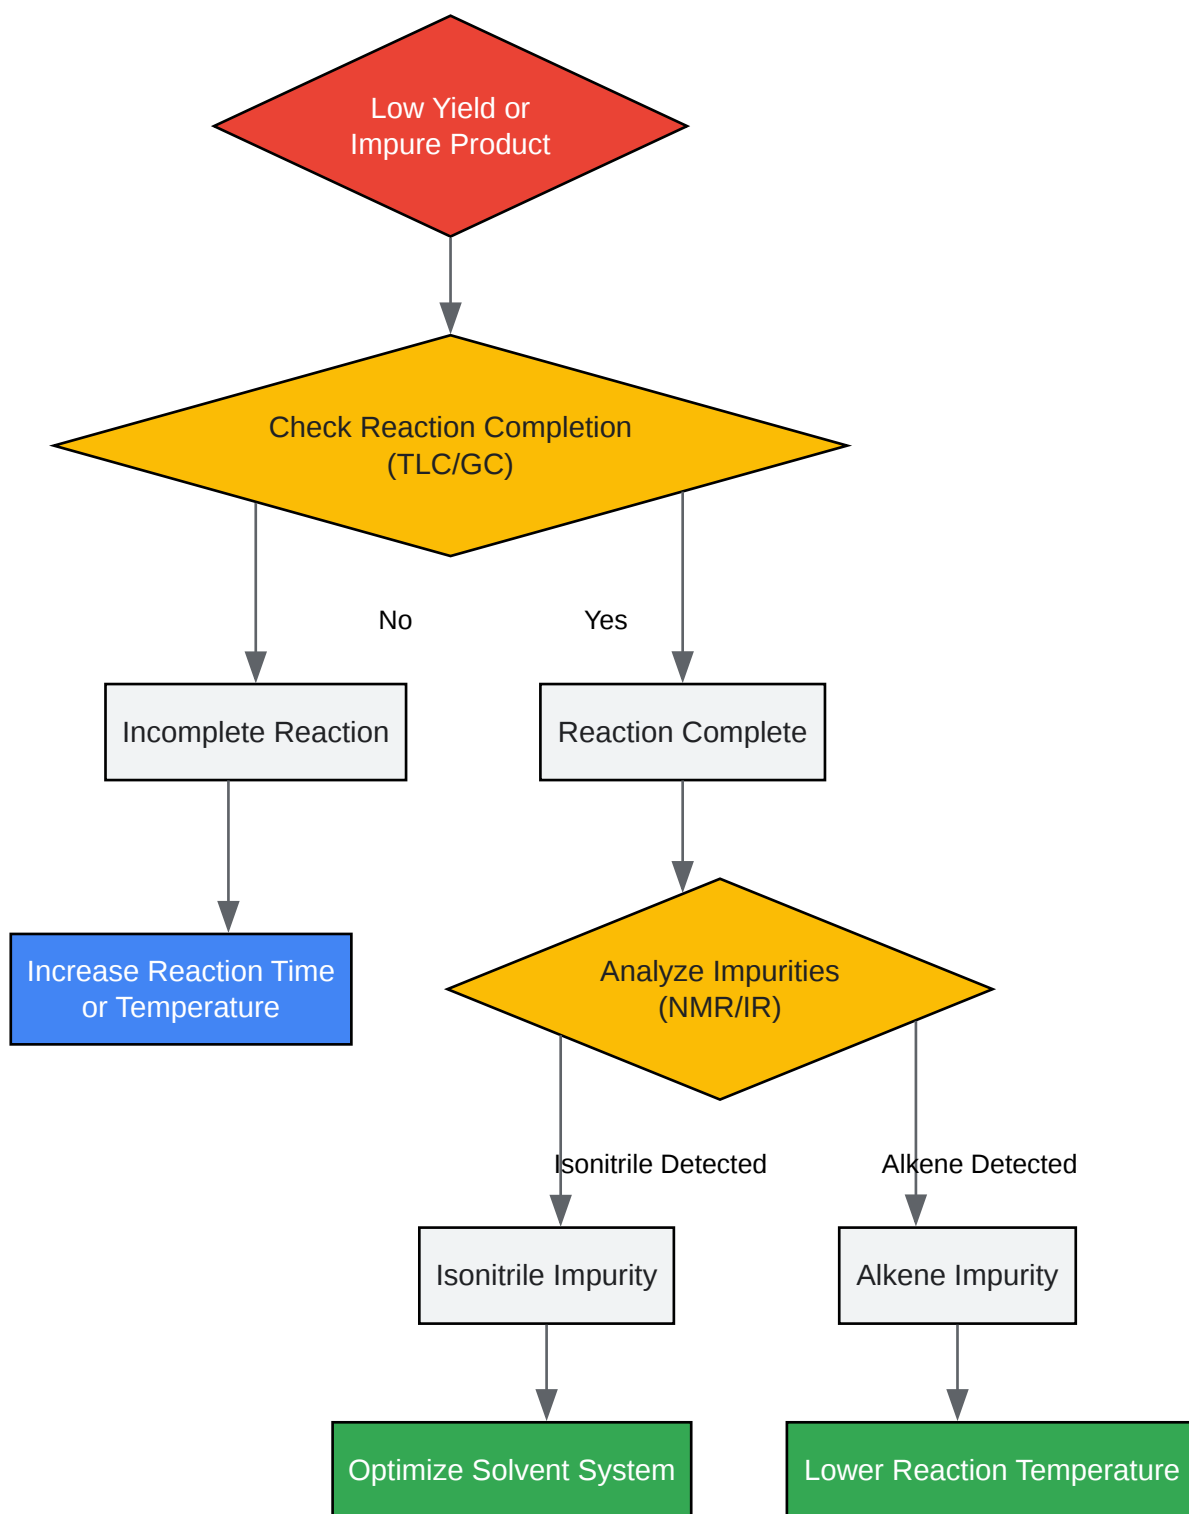 Low Yield or
Impure Product
Check Reaction Completion
(TLC/GC)
No
Yes
Incomplete Reaction
Reaction Complete
Increase Reaction Time
or Temperature
Analyze Impurities
(NMR/IR)
Isonitrile Detected
Alkene Detected
Isonitrile Impurity
Alkene Impurity
Optimize Solvent System
Lower Reaction Temperature